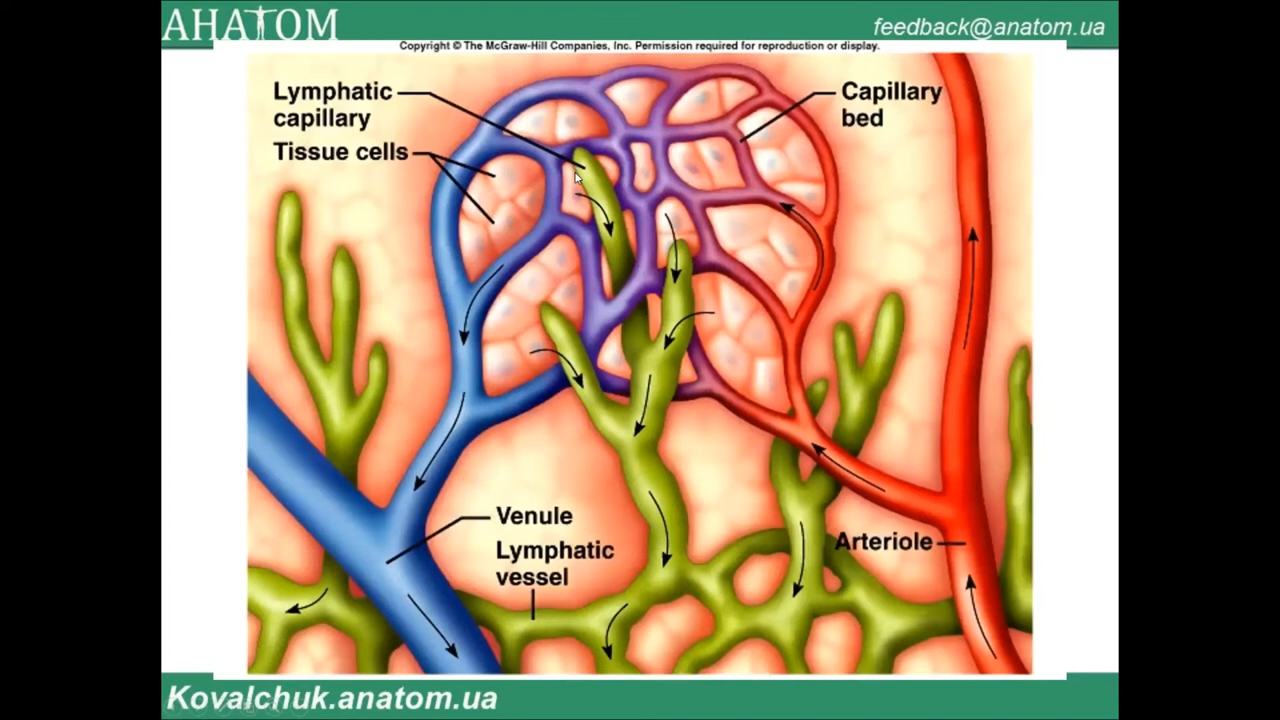 АНАТОМ
feedback@anatom.ua
Copyright © The McGraw-Hill Companies, Inc. Permission required for reproduction or display.
Lymphatic
capillary
Tissue cells
Capillary
bed
Venule
Lymphatic
vessel
Arteriole
Kovalchuk.anatom.ua